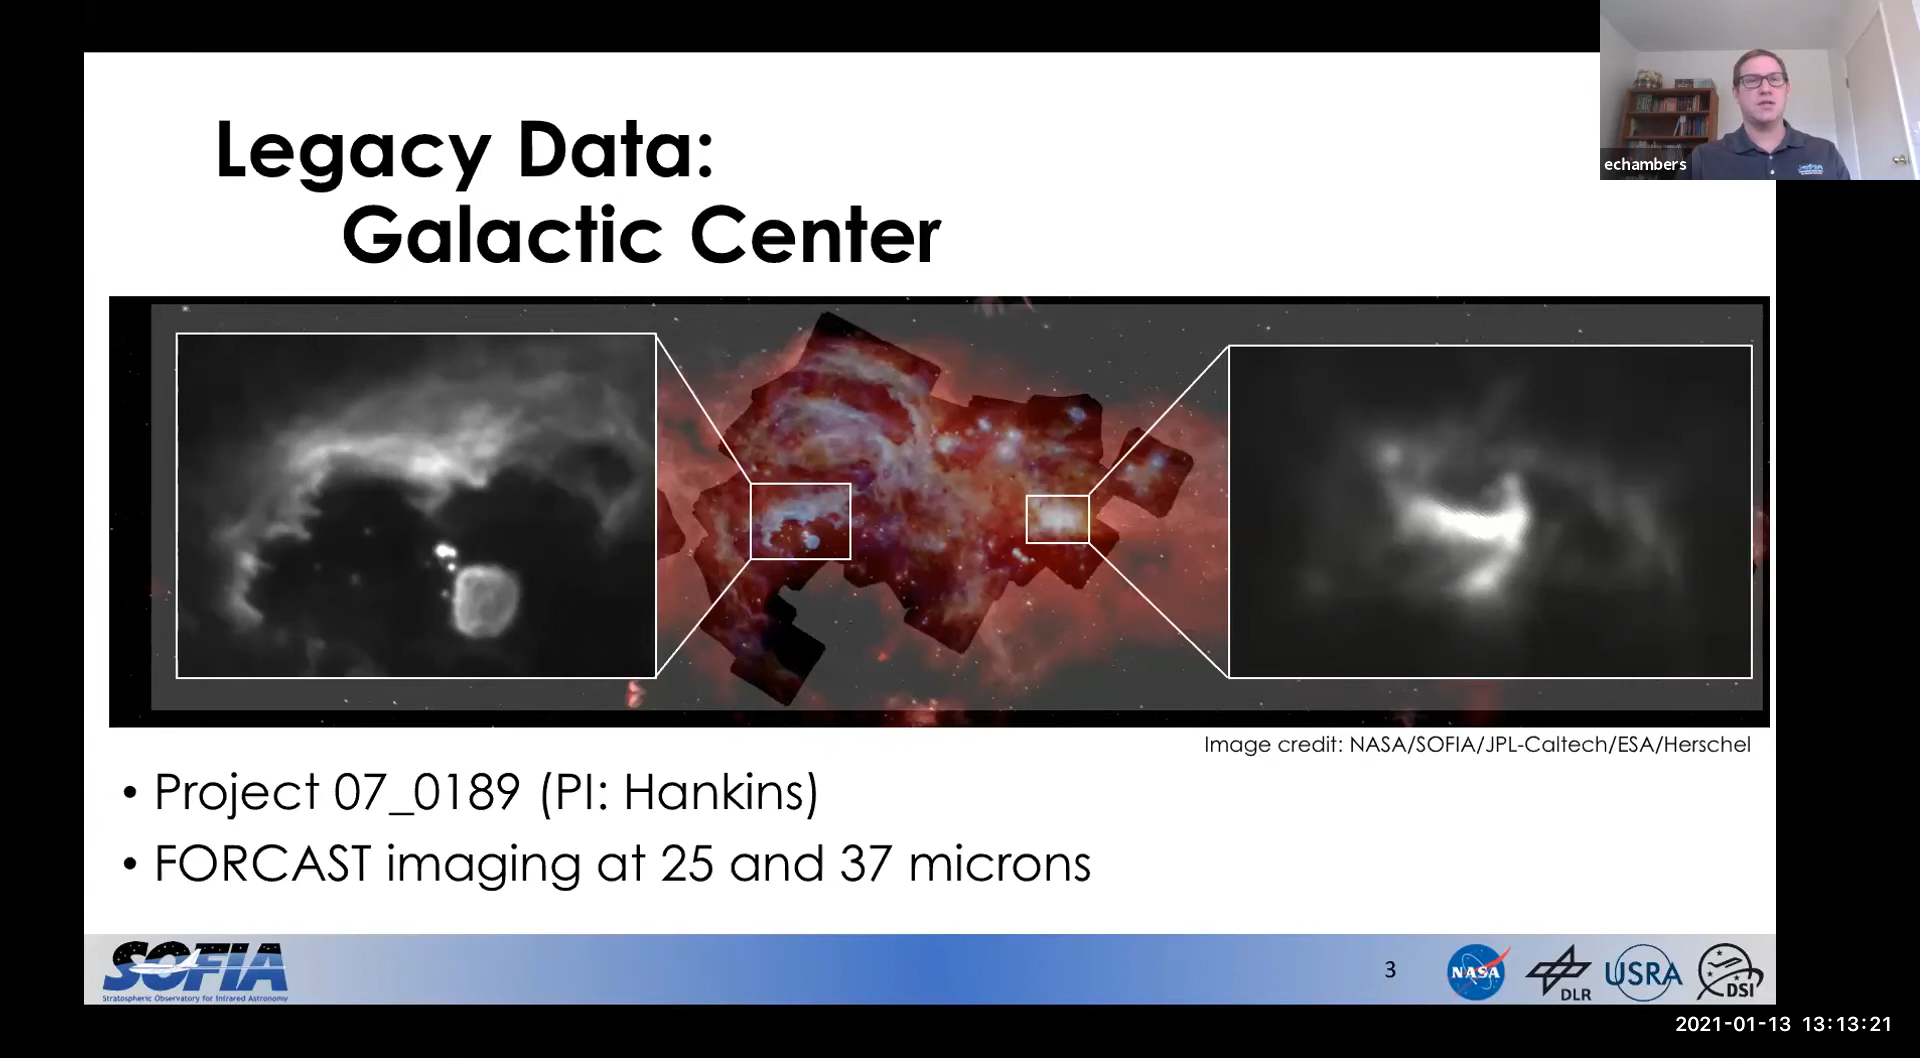 echambers
Legacy Data:
Galactic Center
Image credit: NASA/SOFIA/JPL-Caltech/ESA/Herschel
• Project 07_0189 (PI: Hankins)
• FORCAST imaging at 25 and 37 microns
SOFIA
Stratospheric Observatory for Infrared Astronomy
3
NASA
DLR
USRA
DSI
2021-01-13 13:13:21